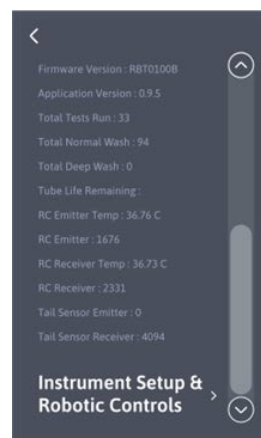 Firmware Version : RBT0100B
Application Version : 0.9.5
Total Tests Run : 33
Total Normal Wash : 94
Total Deep Wash : 0
Tube Life Remaining :
RC Emitter Temp : 36.76 C
RC Emitter : 1676
RC Receiver Temp : 36.73 C
RC Receiver : 2331
Tail Sensor Emitter : 0
Tail Sensor Receiver : 4094
Instrument Setup &
Robotic Controls